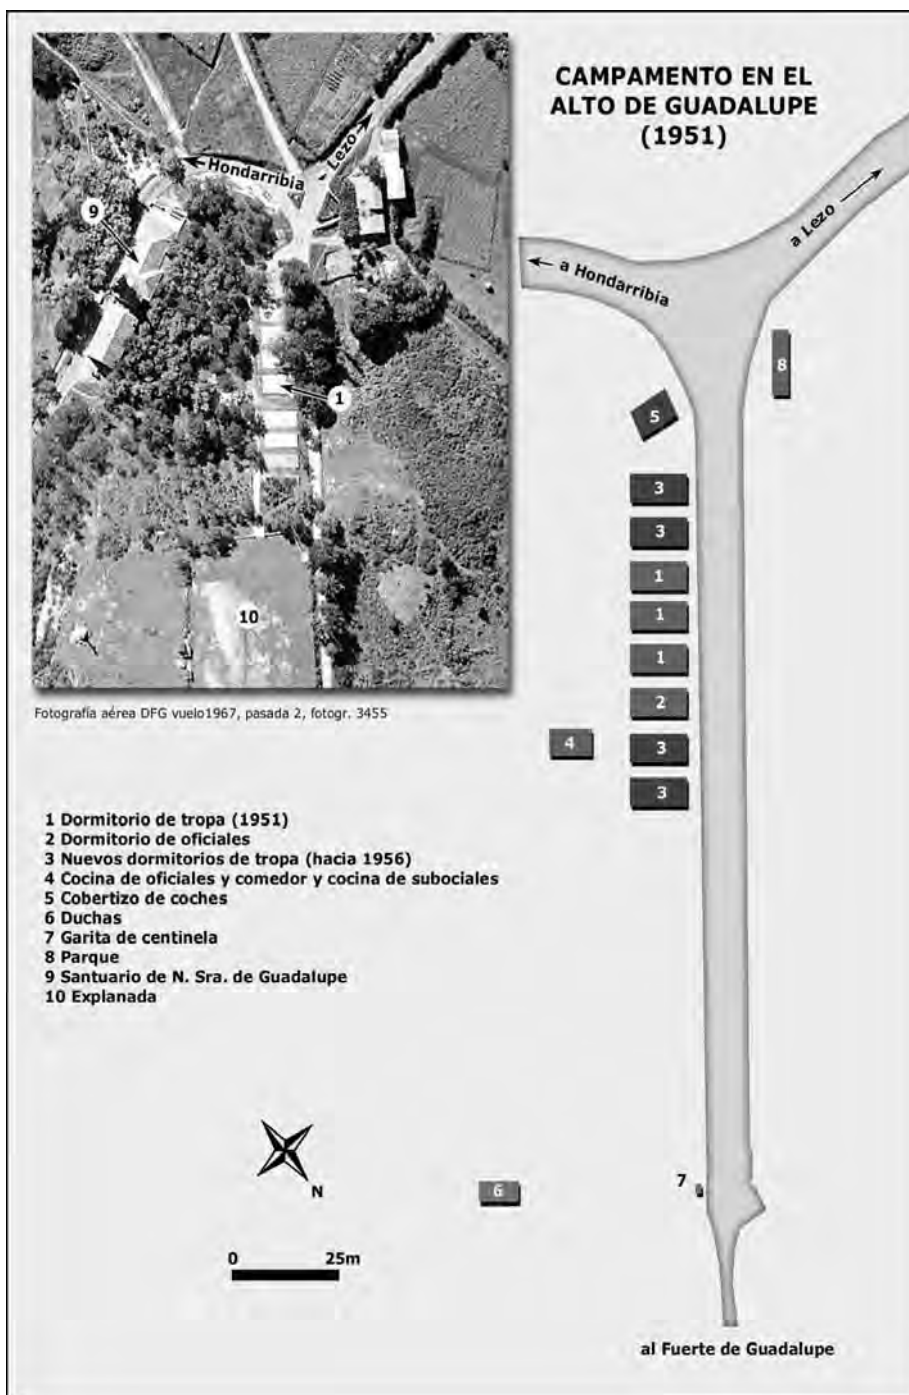 CAMPAMENTO EN EL
ALTO DE GUADALUPE
(1951)
Hondarribia
Lezo
9
1
10
a Lezo
a Hondarribia
8
5
3
3
1
1
1
2
4
3
3
Fotografía aérea DFG vuelo1967, pasada 2, fotogr. 3455
1 Dormitorio de tropa (1951)
2 Dormitorio de oficiales
3 Nuevos dormitorios de tropa (hacia 1956)
4 Cocina de oficiales y comedor y cocina de subociales
5 Cobertizo de coches
6 Duchas
7 Garita de centinela
8 Parque
9 Santuario de N. Sra. de Guadalupe
10 Explanada
N
6
7
0 25m
al Fuerte de Guadalupe